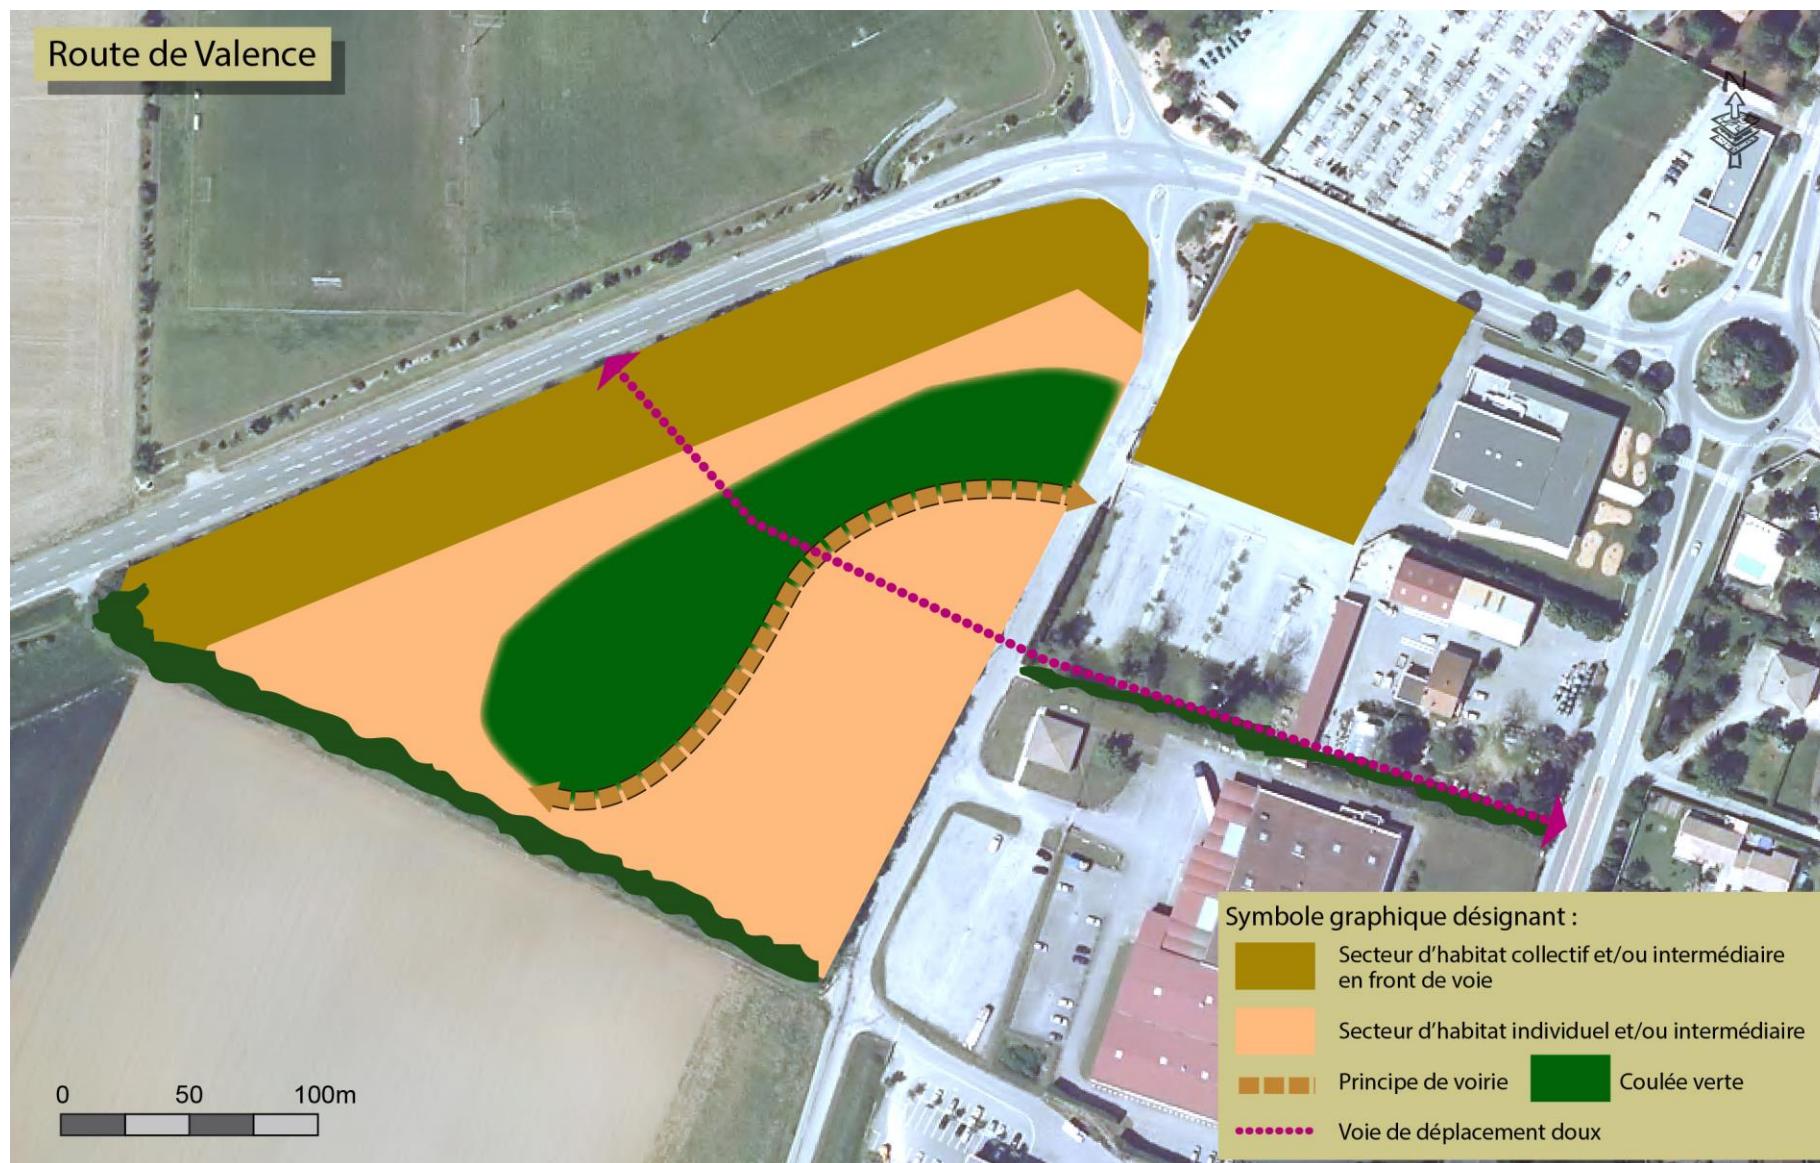 Route de Valence
N
Symbole graphique désignant :
Secteur d'habitat collectif et/ou intermédiaire
en front de voie
Secteur d'habitat individuel et/ou intermédiaire
Principe de voirie
Coulée verte
Voie de déplacement doux
0 50 100m